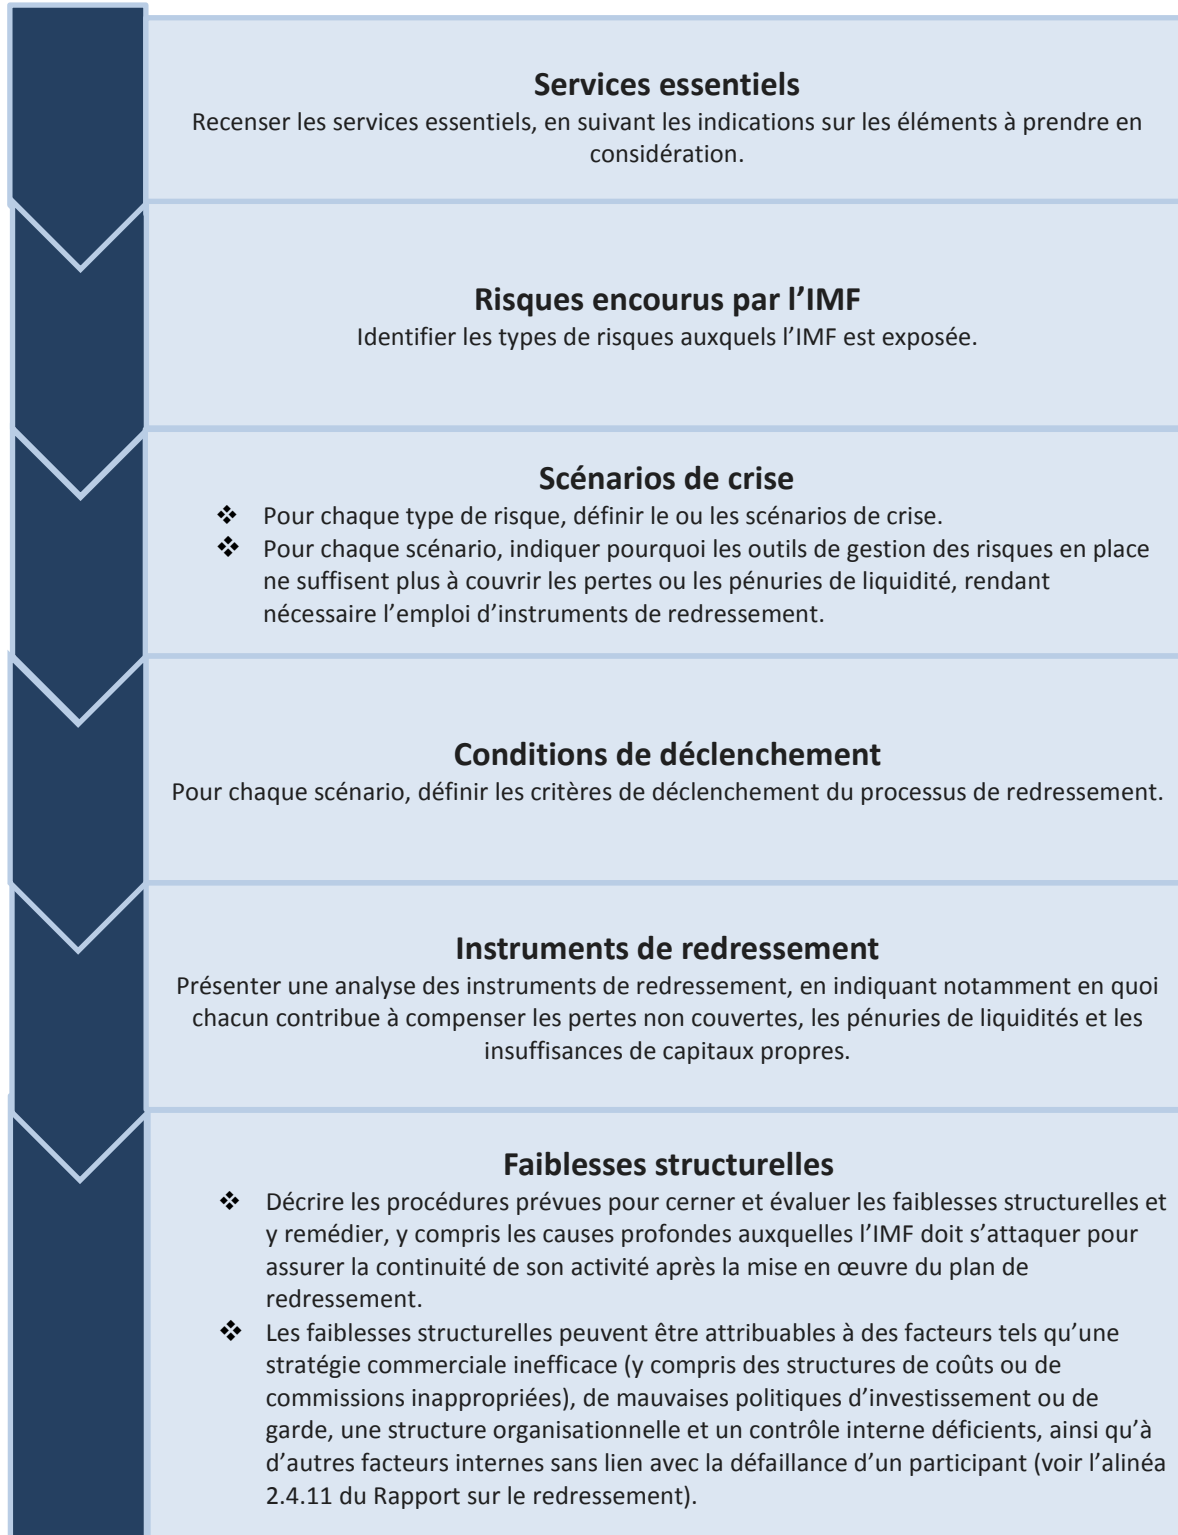 Services essentiels
Recenser les services essentiels, en suivant les indications sur les éléments à prendre en
considération.
Risques encourus par l’IMF
Identifier les types de risques auxquels l’IMF est exposée.
Scénarios de crise
❖ Pour chaque type de risque, définir le ou les scénarios de crise.
❖ Pour chaque scénario, indiquer pourquoi les outils de gestion des risques en place
ne suffisent plus à couvrir les pertes ou les pénuries de liquidité, rendant
nécessaire l’emploi d’instruments de redressement.
Conditions de déclenchement
Pour chaque scénario, définir les critères de déclenchement du processus de redressement.
Instruments de redressement
Présenter une analyse des instruments de redressement, en indiquant notamment en quoi
chacun contribue à compenser les pertes non couvertes, les pénuries de liquidités et les
insuffisances de capitaux propres.
Faiblesses structurelles
❖ Décrire les procédures prévues pour cerner et évaluer les faiblesses structurelles et
y remédier, y compris les causes profondes auxquelles l’IMF doit s’attaquer pour
assurer la continuité de son activité après la mise en œuvre du plan de
redressement.
❖ Les faiblesses structurelles peuvent être attribuables à des facteurs tels qu’une
stratégie commerciale inefficace (y compris des structures de coûts ou de
commissions inappropriées), de mauvaises politiques d’investissement ou de
garde, une structure organisationnelle et un contrôle interne déficients, ainsi qu’à
d’autres facteurs internes sans lien avec la défaillance d’un participant (voir l’alinéa
2.4.11 du Rapport sur le redressement).